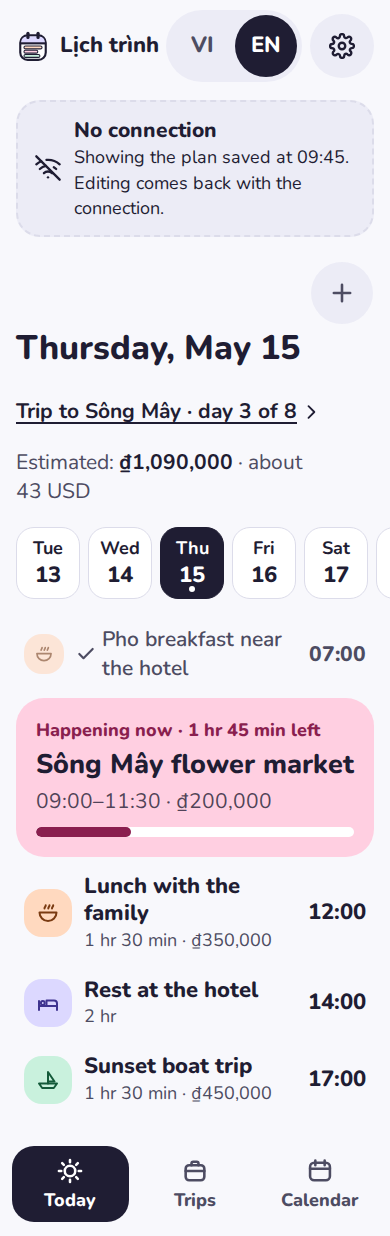 Lịch trình
VI
EN
No connection
Showing the plan saved at 09:45.
Editing comes back with the
connection.
Thursday, May 15
Trip to Sông Mây · day 3 of 8
Estimated: ₫1,090,000 · about
43 USD
Tue
13
Wed
14
Thu
15
Fri
16
Sat
17
Pho breakfast near
the hotel
07:00
Happening now · 1 hr 45 min left
Sông Mây flower market
09:00–11:30 · ₫200,000
Lunch with the
family
1 hr 30 min · ₫350,000
12:00
Rest at the hotel
2 hr
14:00
Sunset boat trip
1 hr 30 min · ₫450,000
17:00
Today
Trips
Calendar